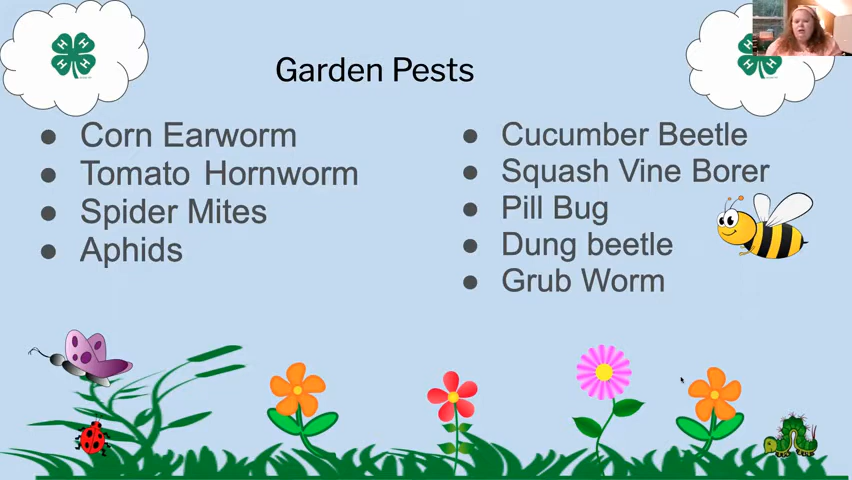 Garden Pests
Corn Earworm
Tomato Hornworm
Spider Mites
Aphids
Cucumber Beetle
Squash Vine Borer
Pill Bug
Dung beetle
Grub Worm
H H
H H
H H
H H